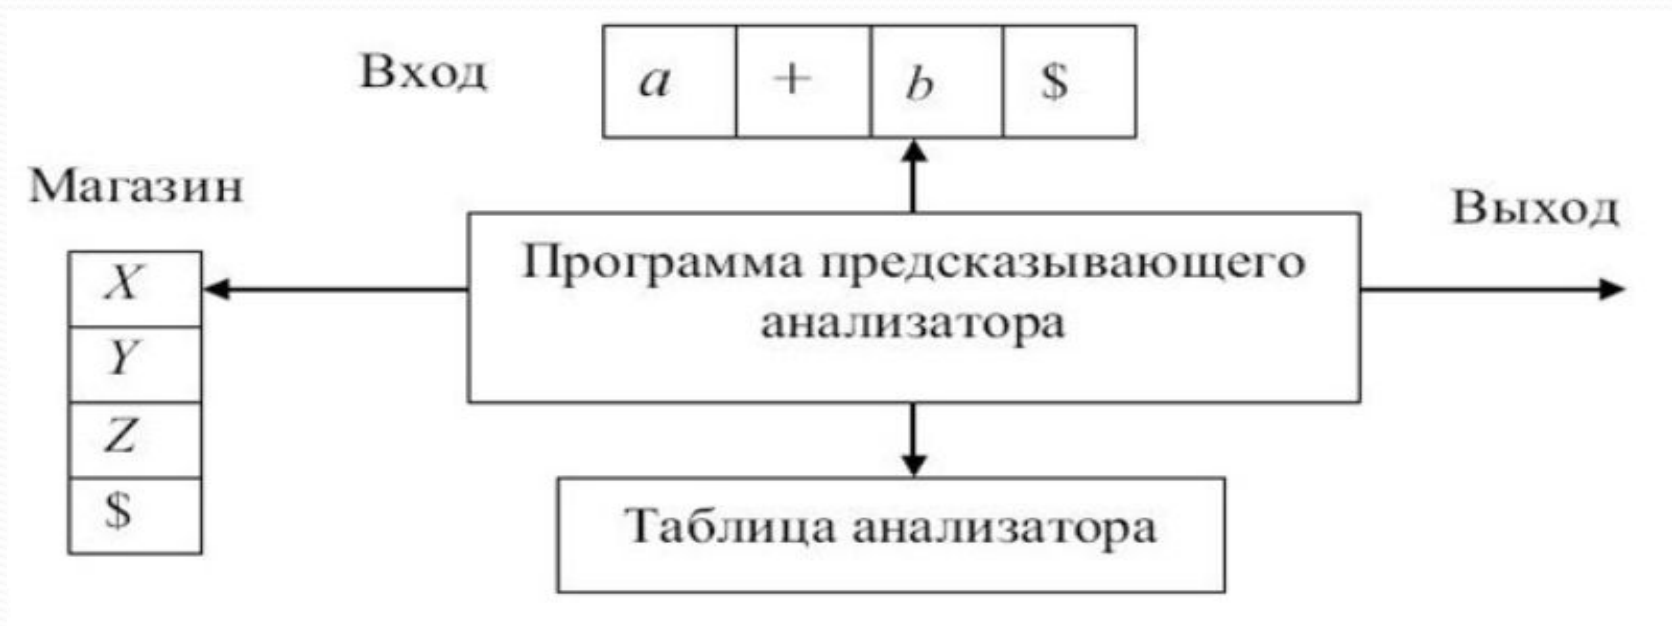 Вход
a + b $
Магазин
Выход
X
Y
Z
$
Программа предсказывающего
анализатора
Таблица анализатора